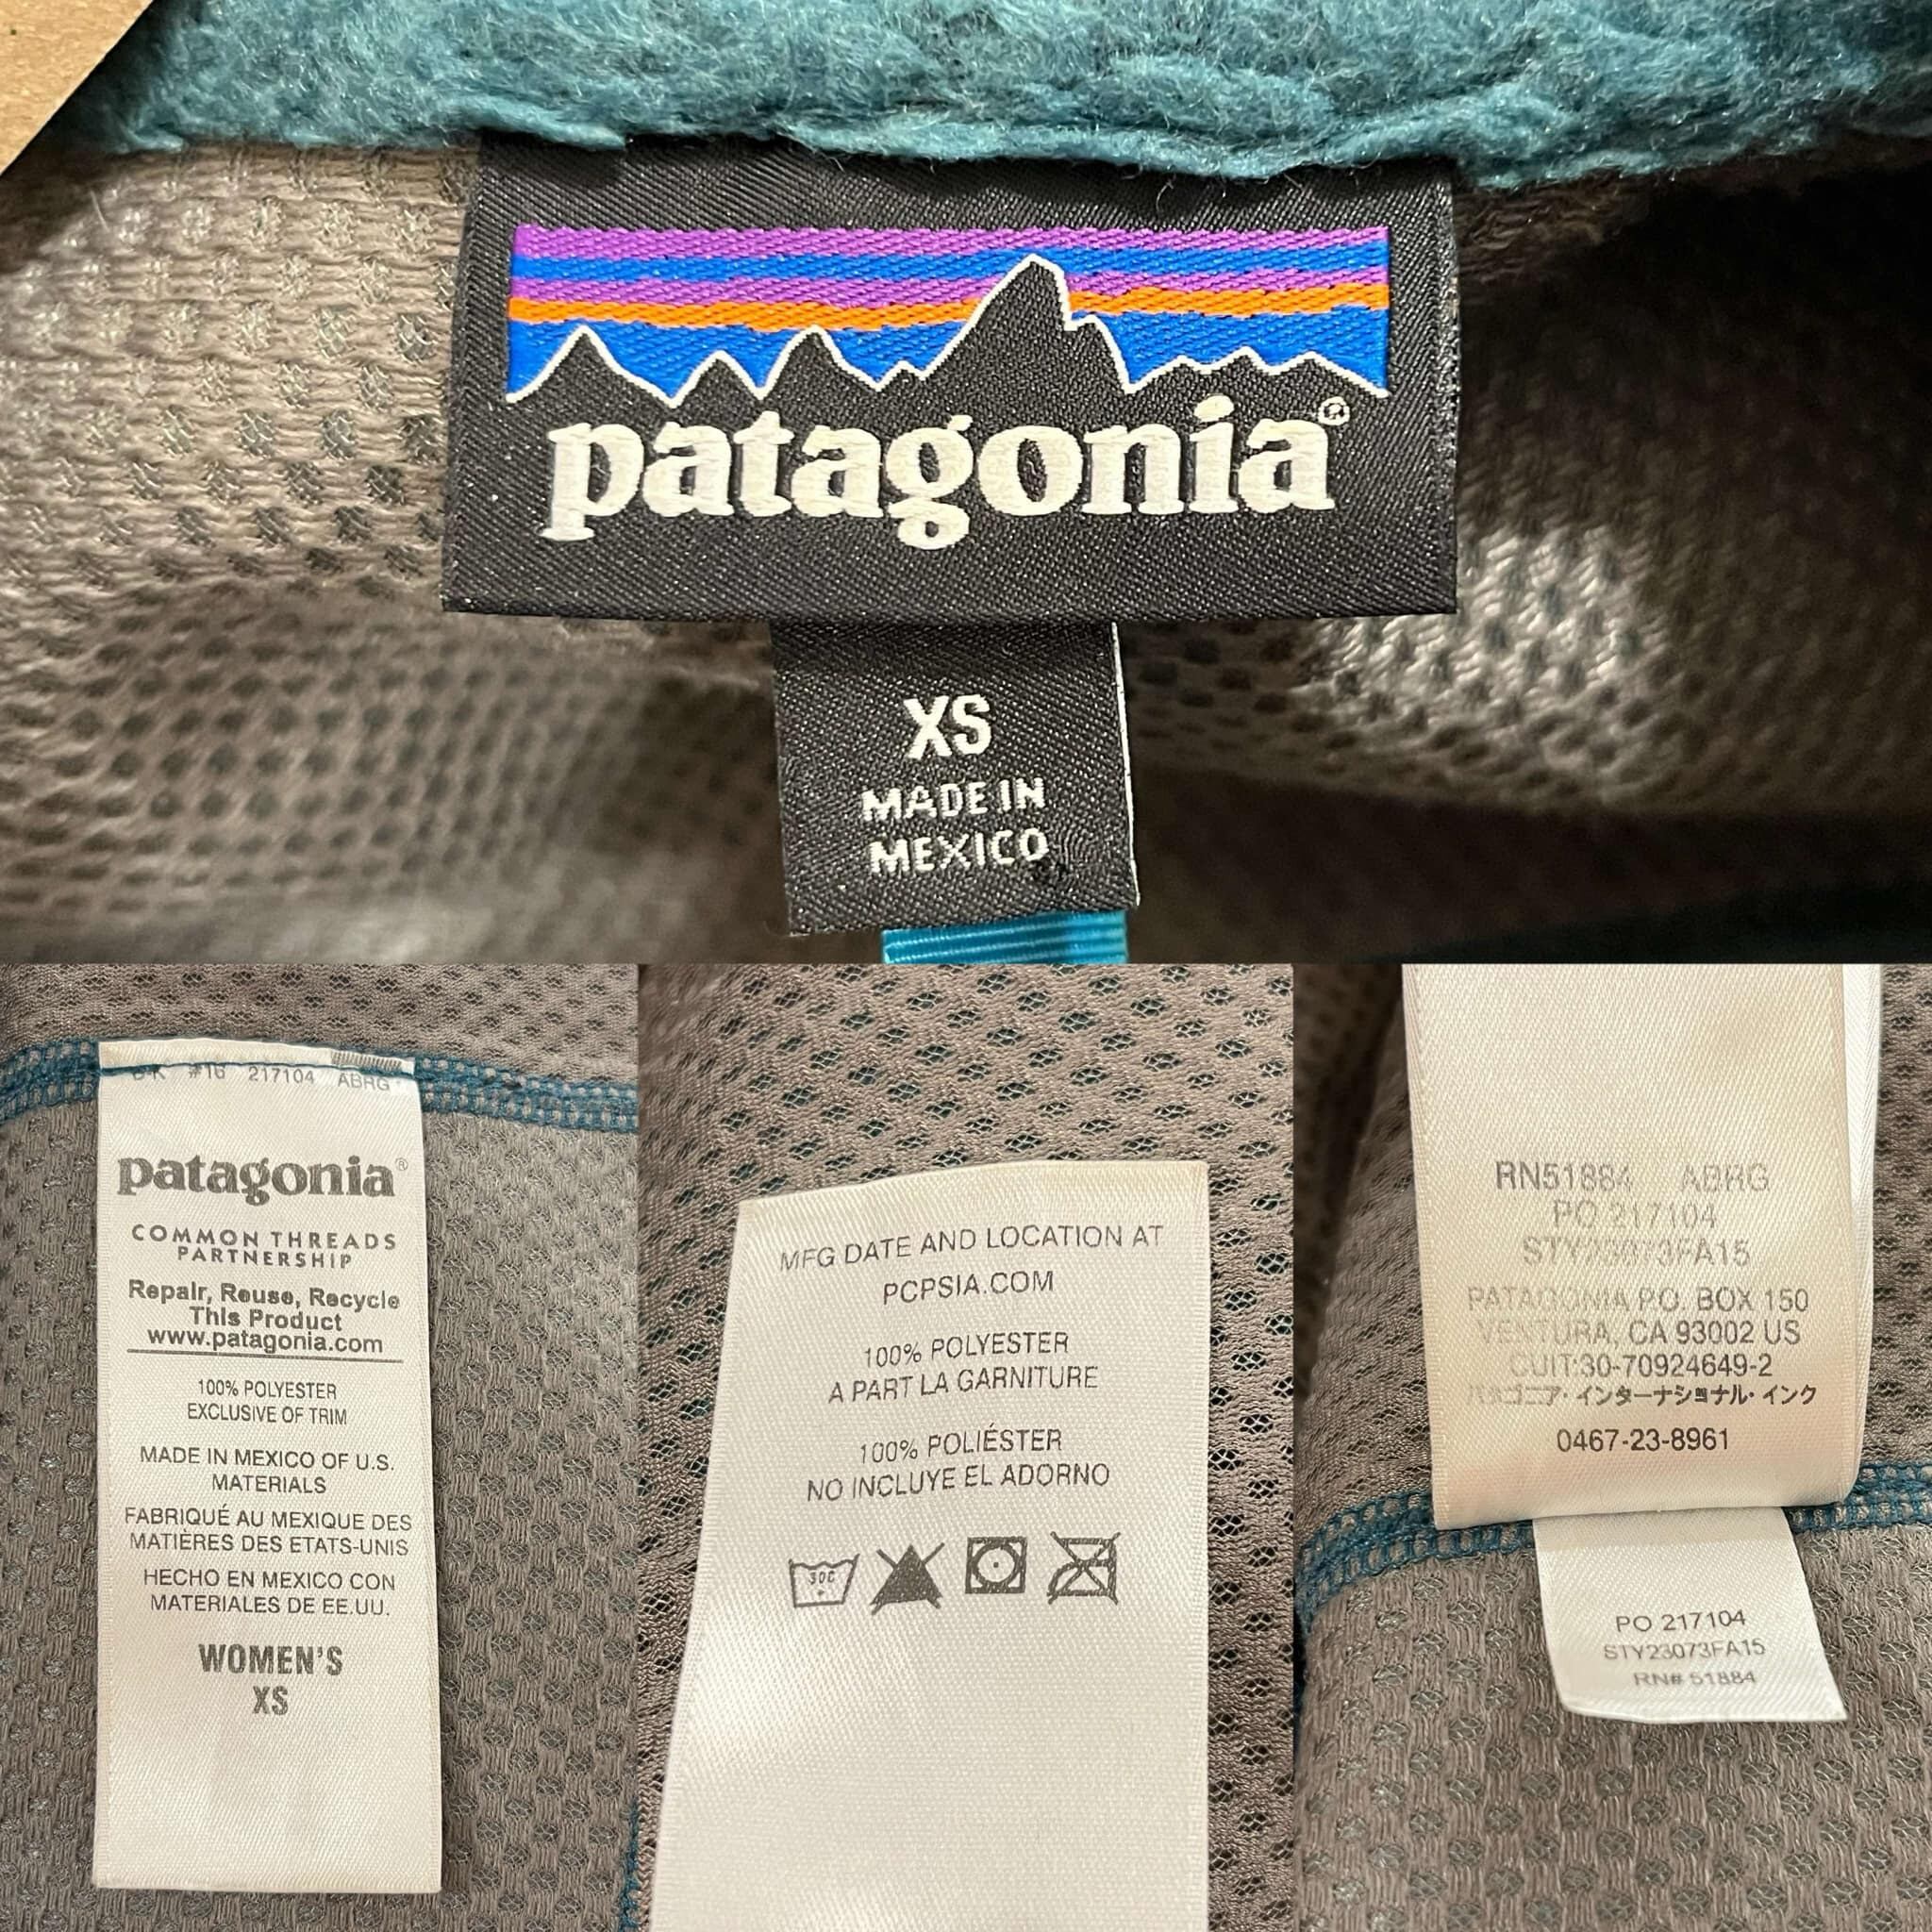 patagonia®
XS
MADE IN
MEXICO
#16 217104 ABRG
patagonia®
COMMON THREADS
PARTNERSHIP
Repair, Reuse, Recycle
This Product
www.patagonia.com
100% POLYESTER
EXCLUSIVE OF TRIM
MADE IN MEXICO OF U.S.
MATERIALS
FABRIQUÉ AU MEXIQUE DES
MATIÈRES DES ETATS-UNIS
HECHO EN MEXICO CON
MATERIALES DE EE.UU.
WOMEN'S
XS
MFG DATE AND LOCATION AT
PCPSIA.COM
100% POLYESTER
A PART LA GARNITURE
100% POLIÉSTER
NO INCLUYE EL ADORNO
30C
RN51884 ABRG
PO 217104
STY23073FA15
PATAGONIA P.O. BOX 150
VENTURA, CA 93002 US
CUIT:30-70924649-2
パタゴニア・インターナショナル・インク
0467-23-8961
PO 217104
STY23073FA15
RN# 51884